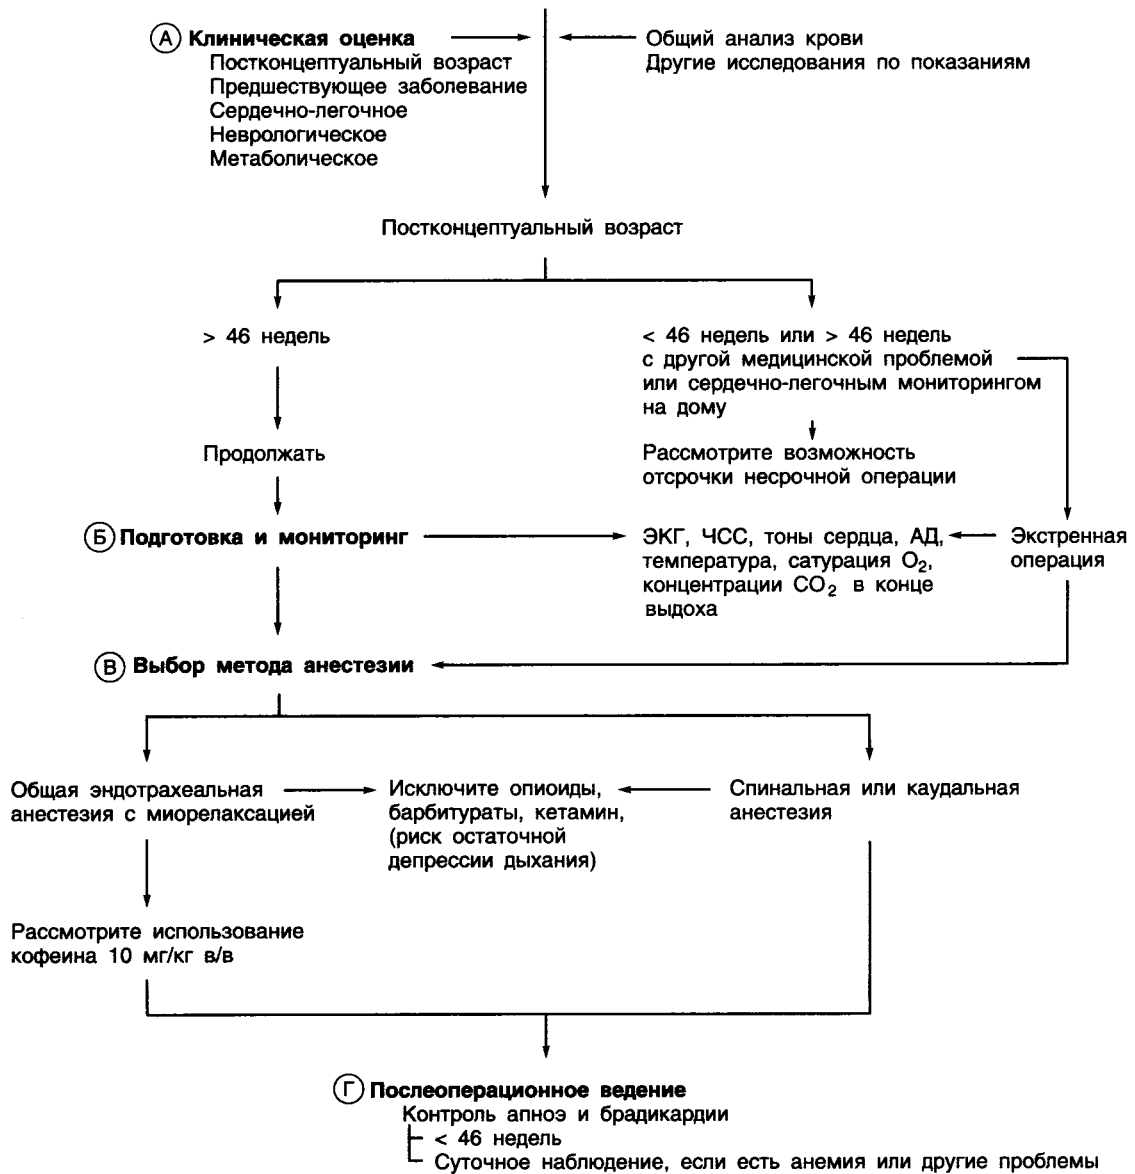 А Клиническая оценка
Постконцептуальный возраст
Предшествующее заболевание
Сердечно-легочное
Неврологическое
Метаболическое
Общий анализ крови
Другие исследования по показаниям
Постконцептуальный возраст
> 46 недель
< 46 недель или > 46 недель
с другой медицинской проблемой
или сердечно-легочным мониторингом
на дому
Продолжать
Рассмотрите возможность
отсрочки несрочной операции
Б Подготовка и мониторинг
ЭКГ, ЧСС, тоны сердца, АД,
температура, сатурация O₂,
концентрации CO₂ в конце
выдоха
Экстренная
операция
В Выбор метода анестезии
Общая эндотрахеальная
анестезия с миорелаксацией
Исключите опиоиды,
барбитураты, кетамин,
(риск остаточной
депрессии дыхания)
Спинальная или каудальная
анестезия
Рассмотрите использование
кофеина 10 мг/кг в/в
Г Послеоперационное ведение
Контроль апноэ и брадикардии
< 46 недель
Суточное наблюдение, если есть анемия или другие проблемы